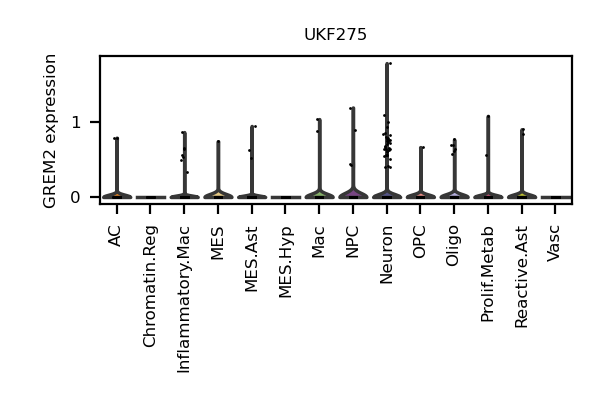 UKF275
GREM2 expression
1
0
AC
Chromatin.Reg
Inflammatory.Mac
MES
MES.Ast
MES.Hyp
Mac
NPC
Neuron
OPC
Oligo
Prolif.Metab
Reactive.Ast
Vasc